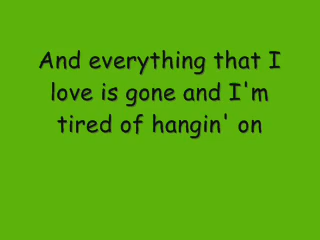 And everything that I
love is gone and I'm
tired of hangin' on